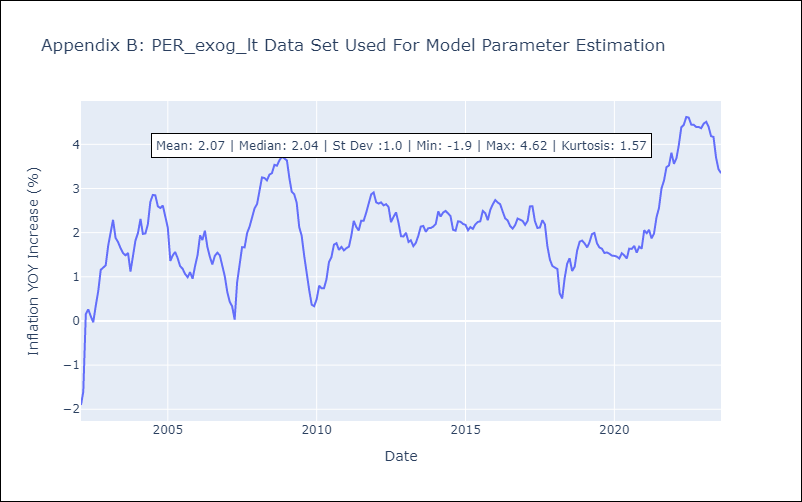 Appendix B: PER_exog_lt Data Set Used For Model Parameter Estimation
Mean: 2.07 | Median: 2.04 | St Dev :1.0 | Min: -1.9 | Max: 4.62 | Kurtosis: 1.57
Inflation YOY Increase (%)
4
3
2
1
0
−1
−2
2005
2010
2015
2020
Date